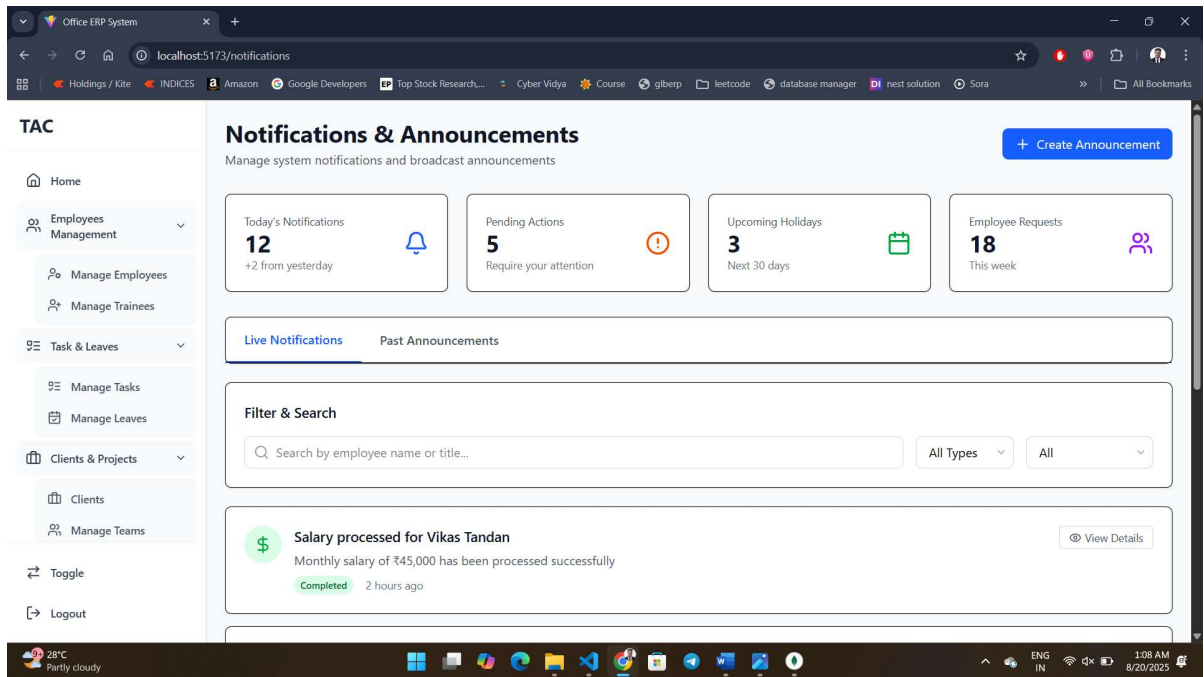 Office ERP System
localhost:5173/notifications
Holdings / Kite INDICES Amazon Google Developers EP Top Stock Research,... Cyber Vidya Course glberp leetcode database manager DI nest solution Sora » All Bookmarks
TAC
Home
Employees
Management
Manage Employees
Manage Trainees
Task & Leaves
Manage Tasks
Manage Leaves
Clients & Projects
Clients
Manage Teams
Toggle
Logout
Notifications & Announcements
Manage system notifications and broadcast announcements
+ Create Announcement
Today's Notifications
12
+2 from yesterday
Pending Actions
5
Require your attention
Upcoming Holidays
3
Next 30 days
Employee Requests
18
This week
Live Notifications Past Announcements
Filter & Search
Search by employee name or title... All Types All
Salary processed for Vikas Tandan
View Details
Monthly salary of ₹45,000 has been processed successfully
Completed 2 hours ago
9+ 28°C
Partly cloudy
ENG
IN
1:08 AM
8/20/2025